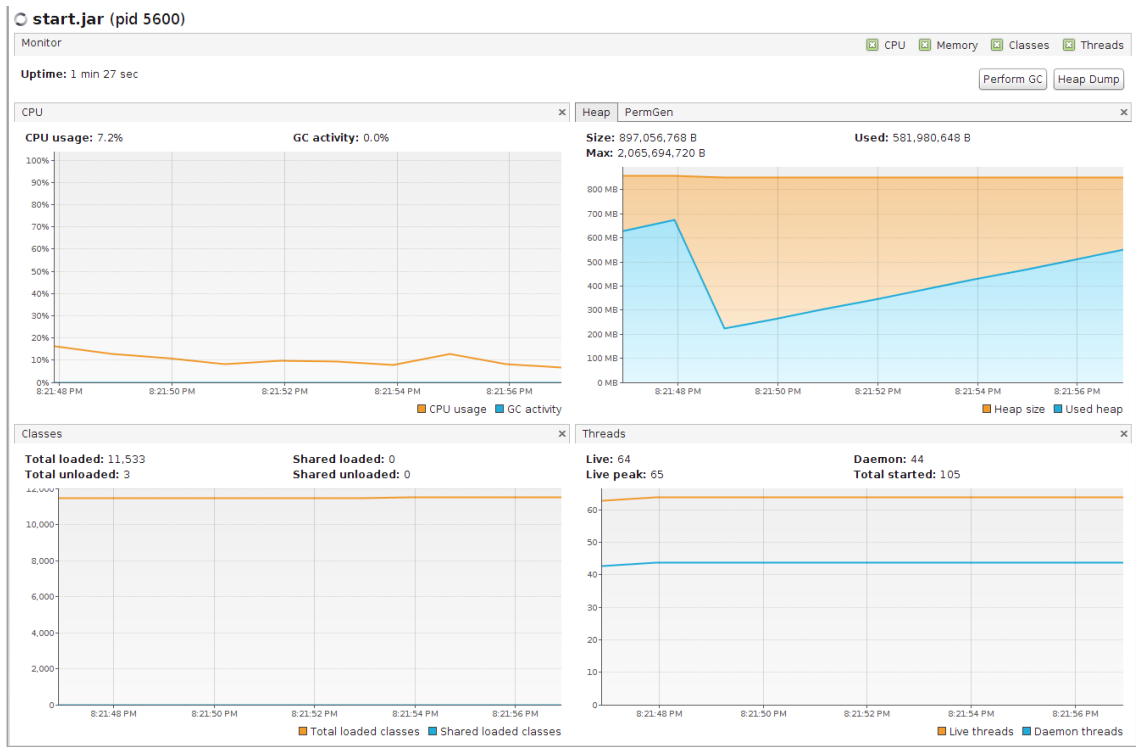 start.jar (pid 5600)
Monitor
CPU Memory Classes Threads
Uptime: 1 min 27 sec
Perform GC Heap Dump
CPU
CPU usage: 7.2% GC activity: 0.0%
100%
90%
80%
70%
60%
50%
40%
30%
20%
10%
0%
8:21:48 PM 8:21:50 PM 8:21:52 PM 8:21:54 PM 8:21:56 PM
CPU usage GC activity
Heap PermGen
Size: 897,056,768 B Used: 581,980,648 B
Max: 2,065,694,720 B
800 MB
700 MB
600 MB
500 MB
400 MB
300 MB
200 MB
100 MB
0 MB
8:21:48 PM 8:21:50 PM 8:21:52 PM 8:21:54 PM 8:21:56 PM
Heap size Used heap
Classes
Total loaded: 11,533 Shared loaded: 0
Total unloaded: 3 Shared unloaded: 0
12,000
10,000
8,000
6,000
4,000
2,000
0
8:21:48 PM 8:21:50 PM 8:21:52 PM 8:21:54 PM 8:21:56 PM
Total loaded classes Shared loaded classes
Threads
Live: 64 Daemon: 44
Live peak: 65 Total started: 105
60
50
40
30
20
10
0
8:21:48 PM 8:21:50 PM 8:21:52 PM 8:21:54 PM 8:21:56 PM
Live threads Daemon threads